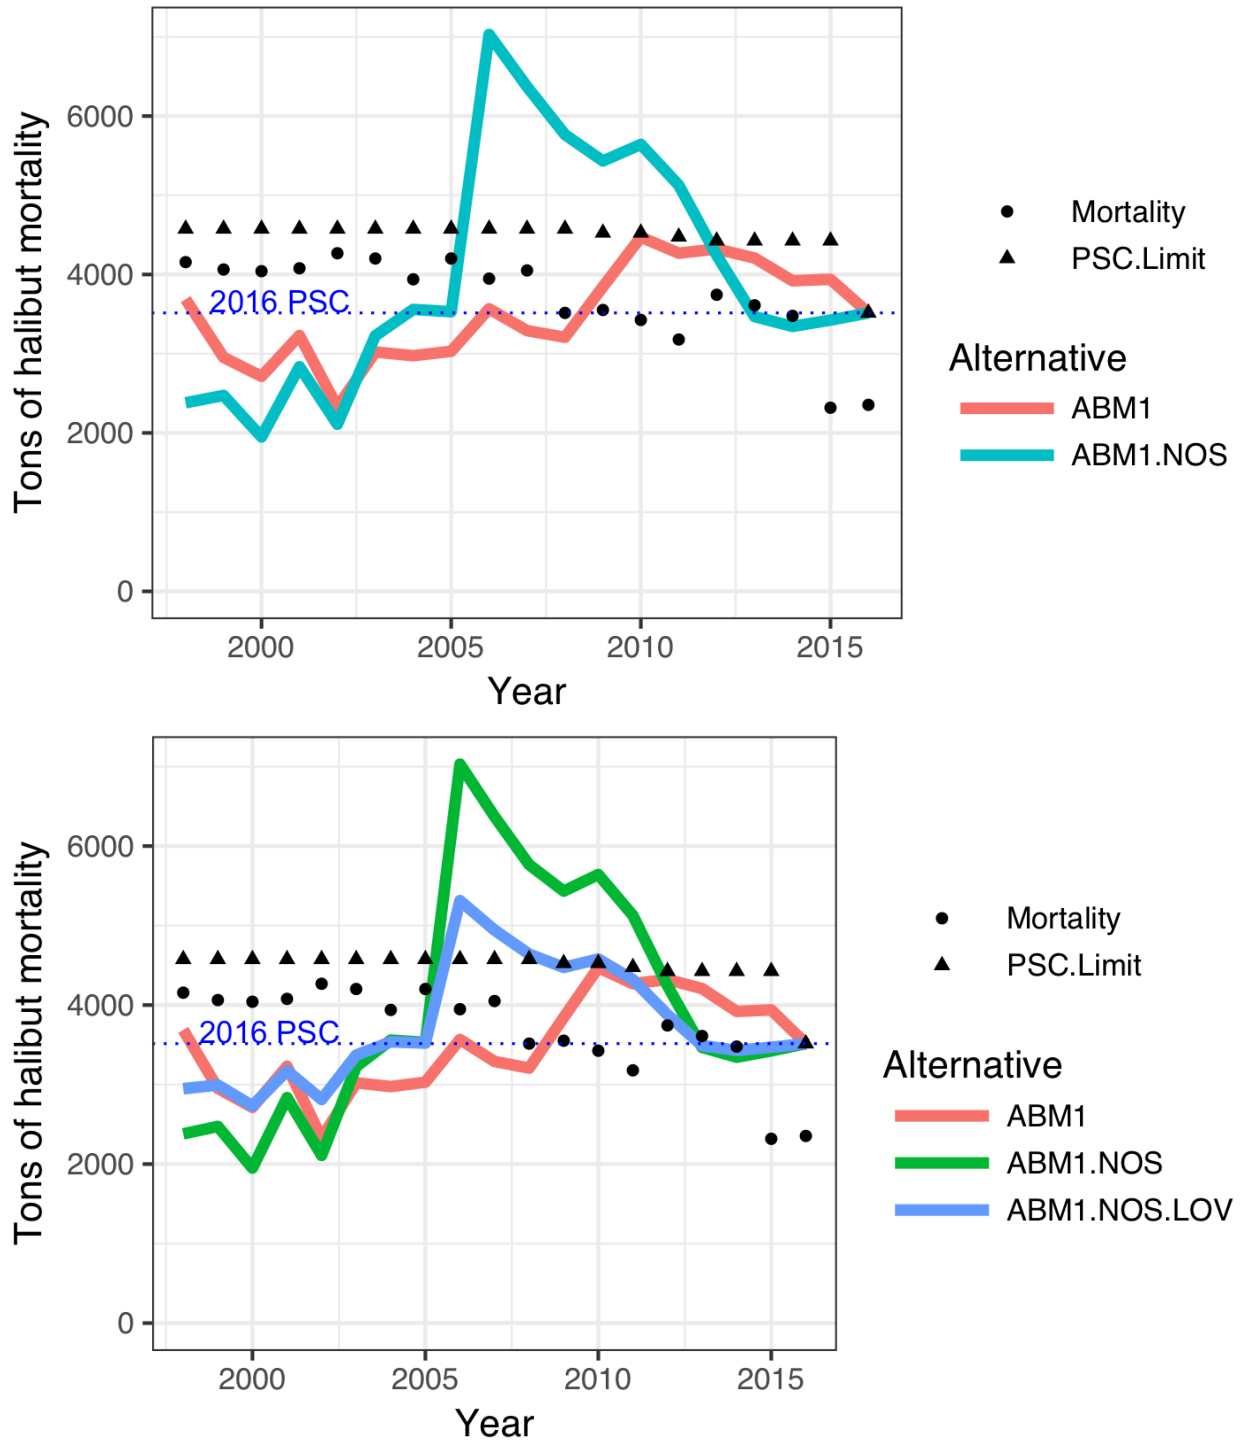 Tons of halibut mortality
6000
4000
2000
0
2016 PSC
2000
2005
2010
2015
Year
Mortality
PSC.Limit
Alternative
ABM1
ABM1.NOS
Tons of halibut mortality
6000
4000
2000
0
2016 PSC
2000
2005
2010
2015
Year
Mortality
PSC.Limit
Alternative
ABM1
ABM1.NOS
ABM1.NOS.LOV